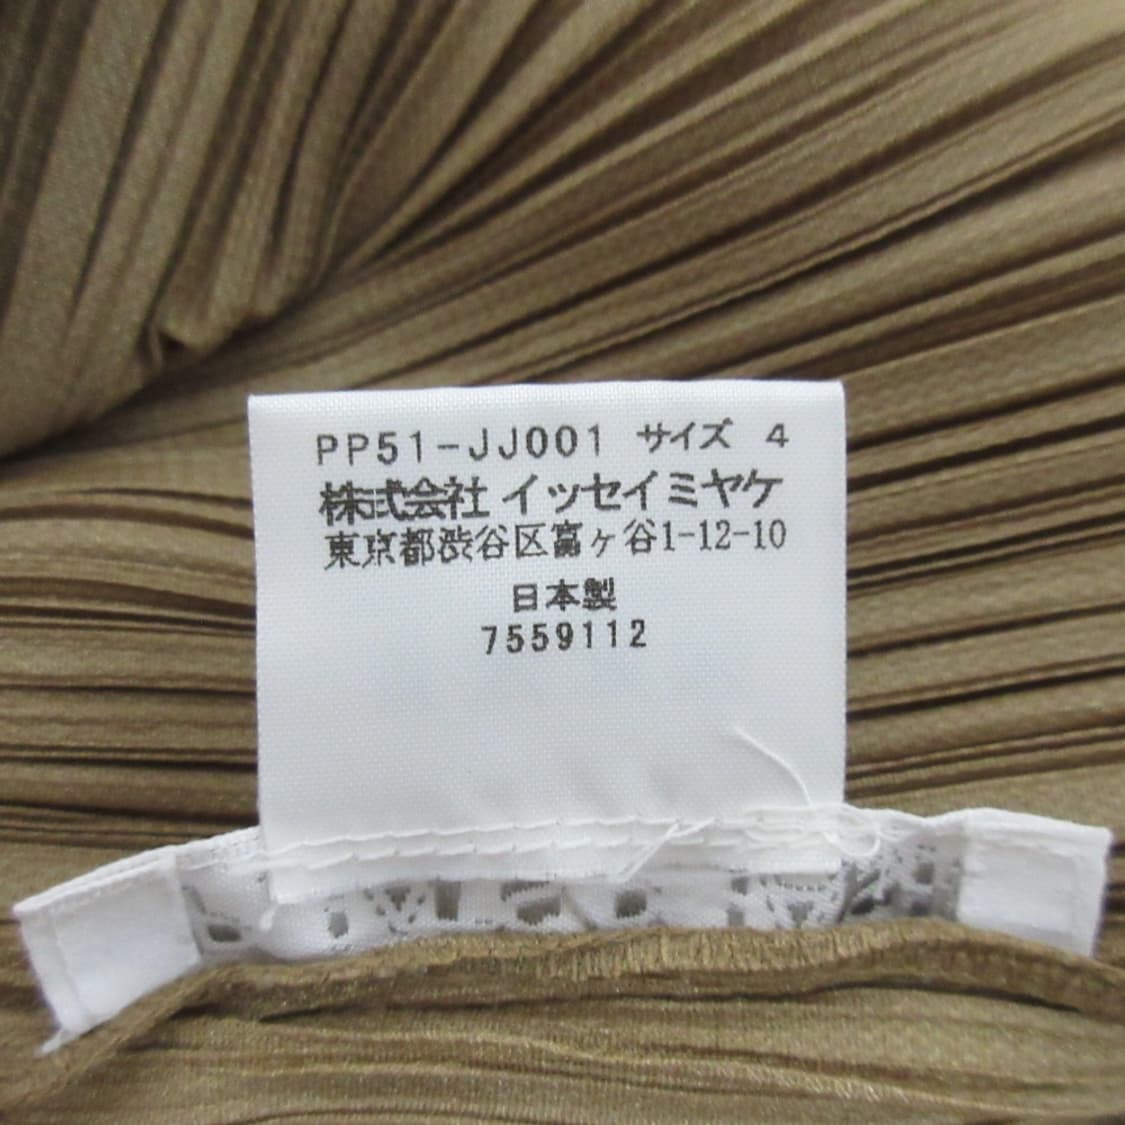 PP51-JJ001 サイズ 4
株式会社 イッセイミヤケ
東京都渋谷区富ヶ谷1-12-10
日本製
7559112